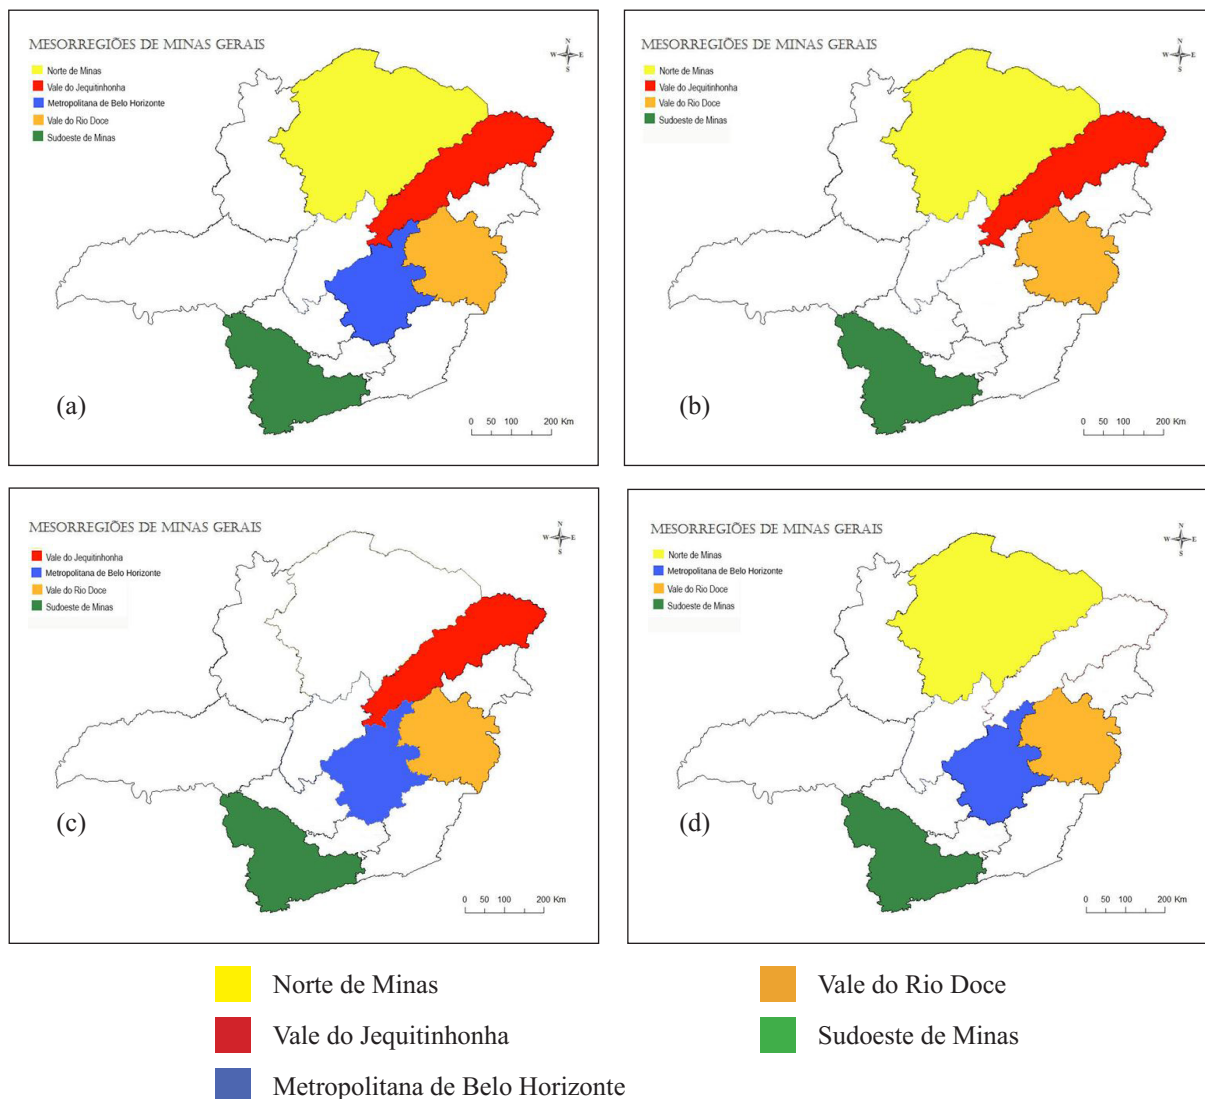 MESORREGIÕES DE MINAS GERAIS
N
W E
S
Norte de Minas
Vale do Jequitinhonha
Metropolitana de Belo Horizonte
Vale do Rio Doce
Sudoeste de Minas
(a)
0 50 100 200 Km
MESORREGIÕES DE MINAS GERAIS
N
W E
S
Norte de Minas
Vale do Jequitinhonha
Vale do Rio Doce
Sudoeste de Minas
(b)
0 50 100 200 Km
MESORREGIÕES DE MINAS GERAIS
N
W E
S
Vale do Jequitinhonha
Metropolitana de Belo Horizonte
Vale do Rio Doce
Sudoeste de Minas
(c)
0 50 100 200 Km
MESORREGIÕES DE MINAS GERAIS
N
W E
S
Norte de Minas
Metropolitana de Belo Horizonte
Vale do Rio Doce
Sudoeste de Minas
(d)
0 50 100 200 Km
Norte de Minas
Vale do Jequitinhonha
Metropolitana de Belo Horizonte
Vale do Rio Doce
Sudoeste de Minas